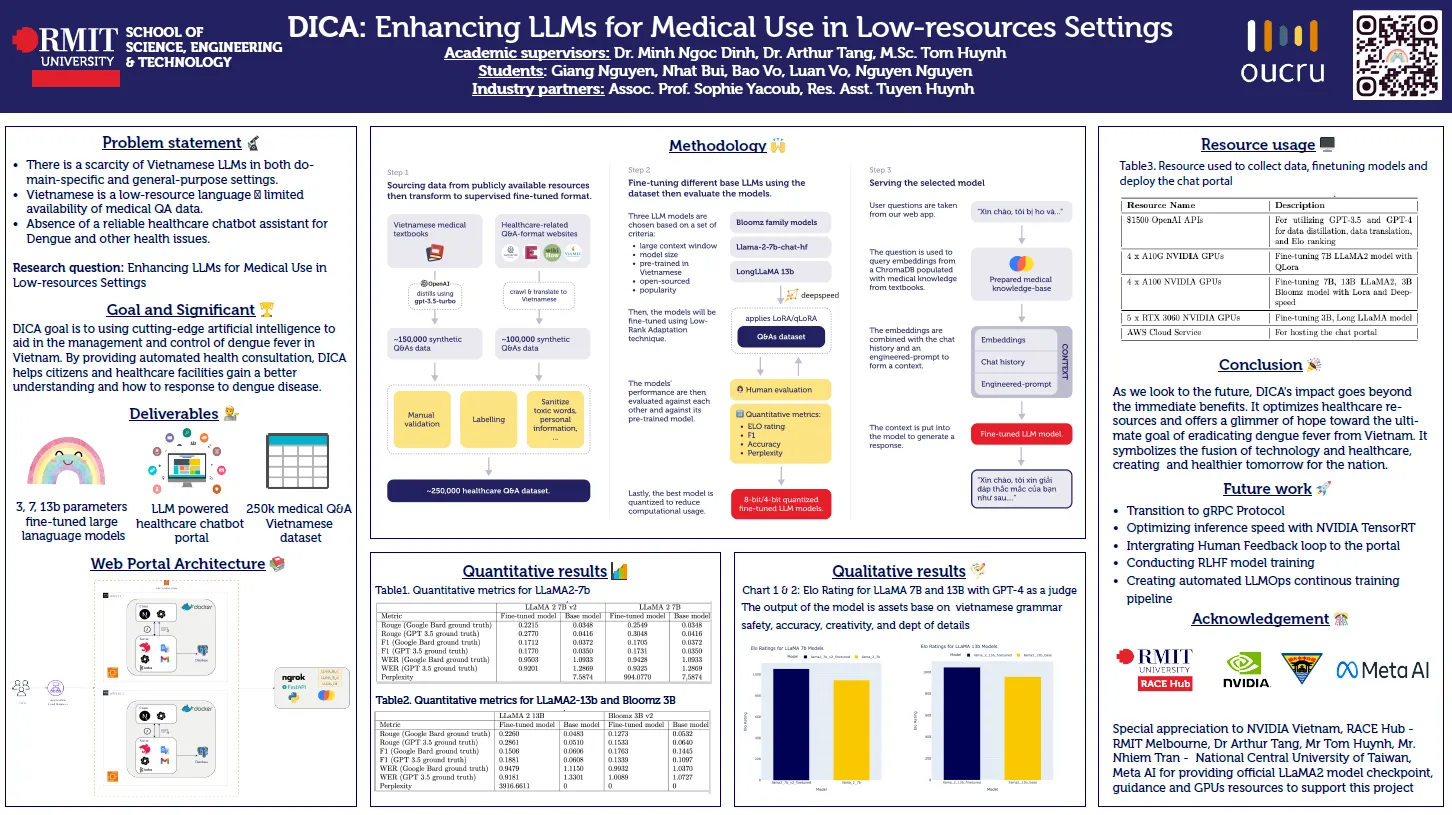 RMIT
UNIVERSITY
SCHOOL OF
SCIENCE, ENGINEERING
& TECHNOLOGY
DICA: Enhancing LLMs for Medical Use in Low-resources Settings
Academic supervisors: Dr. Minh Ngoc Dinh, Dr. Arthur Tang, M.Sc. Tom Huynh
Students: Giang Nguyen, Nhat Bui, Bao Vo, Luan Vo, Nguyen Nguyen
Industry partners: Assoc. Prof. Sophie Yacoub, Res. Asst. Tuyen Huynh
oucru
Problem statement
• There is a scarcity of Vietnamese LLMs in both do-
main-specific and general-purpose settings.
• Vietnamese is a low-resource language limited
availability of medical QA data.
• Absence of a reliable healthcare chatbot assistant for
Dengue and other health issues.
Research question: Enhancing LLMs for Medical Use in
Low-resources Settings
Goal and Significant
DICA goal is to using cutting-edge artificial intelligence to
aid in the management and control of dengue fever in
Vietnam. By providing automated health consultation, DICA
helps citizens and healthcare facilities gain a better
understanding and how to response to dengue disease.
Deliverables
3, 7, 13b parameters
fine-tuned large
lanaguage models
LLM powered
healthcare chatbot
portal
250k medical Q&A
Vietnamese
dataset
Web Portal Architecture
docker
docker
ngrok
FastAPI
Methodology
Step 1
Sourcing data from publicly available resources
then transform to supervised fine-tuned format.
Vietnamese medical
textbooks
Healthcare-related
Q&A-format websites
wiki
How
OpenAI
distills using
gpt-3.5-turbo
crawl & translate to
Vietnamese
~150,000 synthetic
Q&As data
~100,000 synthetic
Q&As data
Manual
validation
Labelling
Sanitize
toxic words,
personal
information,
...
~250,000 healthcare Q&A dataset.
Step 2
Fine-tuning different base LLMs using the
dataset then evaluate the models.
Three LLM models are
chosen based on a set of
criteria:
• large context window
• model size
• pre-trained in
Vietnamese
• open-sourced
• popularity
Then, the models will be
fine-tuned using Low-
Rank Adaptation
technique.
The models'
performance are then
evaluated against each
other and against its
pre-trained model.
Lastly, the best model is
quantized to reduce
computational usage.
Bloomz family models
Llama-2-7b-chat-hf
LongLLaMA 13b
deepspeed
applies LoRA/qLoRA
Q&As dataset
Human evaluation
Quantitative metrics:
• ELO rating
• F1
• Accuracy
• Perplexity
8-bit/4-bit quantized
fine-tuned LLM models.
Step 3
Serving the selected model
User questions are taken
from our web app.
The question is used to
query embeddings from
a ChromaDB populated
with medical knowledge
from textbooks.
The embeddings are
combined with the chat
history and an
engineered-prompt to
form a context.
The context is put into
the model to generate a
response.
"Xin chào, tôi bị ho và..."
Prepared medical
knowledge-base
Embeddings
Chat history
Engineered-prompt
CONTEXT
Fine-tuned LLM model.
"Xin chào, tôi xin giải
đáp thắc mắc của bạn
như sau...."
Quantitative results
Table1. Quantitative metrics for LLaMA2-7b
LLaMA 2 7B v2 LLaMA 2 7B
Metric Fine-tuned model Base model Fine-tuned model Base model
Rouge (Google Bard ground truth) 0.2215 0.0348 0.2549 0.0348
Rouge (GPT 3.5 ground truth) 0.2770 0.0416 0.3048 0.0416
F1 (Google Bard ground truth) 0.1712 0.0372 0.1705 0.0372
F1 (GPT 3.5 ground truth) 0.1770 0.0350 0.1731 0.0350
WER (Google Bard ground truth) 0.9503 1.0933 0.9428 1.0933
WER (GPT 3.5 ground truth) 0.9201 1.2869 0.9325 1.2869
Perplexity 7.5874 994.0770 7.5874
Table2. Quantitative metrics for LLaMA2-13b and Bloomz 3B
LLaMA 2 13B Bloomz 3B v2
Metric Fine-tuned model Base model Fine-tuned model Base model
Rouge (Google Bard ground truth) 0.2260 0.0483 0.1273 0.0532
Rouge (GPT 3.5 ground truth) 0.2861 0.0510 0.1533 0.0640
F1 (Google Bard ground truth) 0.1506 0.0606 0.1763 0.1445
F1 (GPT 3.5 ground truth) 0.1881 0.0608 0.1339 0.1097
WER (Google Bard ground truth) 0.9479 1.1150 0.9932 1.0370
WER (GPT 3.5 ground truth) 0.9181 1.3301 1.0089 1.0727
Perplexity 3916.6611 0 0 0
Qualitative results
Chart 1 & 2: Elo Rating for LLaMA 7B and 13B with GPT-4 as a judge
The output of the model is assets base on vietnamese grammar
safety, accuracy, creativity, and dept of details
Elo Ratings for LLaMA 7b Models
Model
Elo Rating
Model
Elo Ratings for LLaMA 13b Models
Model
Elo Rating
Model
Resource usage
Table3. Resource used to collect data, finetuning models and
deploy the chat portal
Resource Name Description
$1500 OpenAI APIs For utilizing GPT-3.5 and GPT-4
for data distillation, data translation,
and Elo ranking
4 x A10G NVIDIA GPUs Fine-tuning 7B LLaMA2 model with
QLora
4 x A100 NVIDIA GPUs Fine-tuning 7B, 13B LLaMA2, 3B
Bloomz model with Lora and Deep-
speed
5 x RTX 3060 NVIDIA GPUs Fine-tuning 3B, Long LLaMA model
AWS Cloud Service For hosting the chat portal
Conclusion
As we look to the future, DICA's impact goes beyond
the immediate benefits. It optimizes healthcare re-
sources and offers a glimmer of hope toward the ulti-
mate goal of eradicating dengue fever from Vietnam. It
symbolizes the fusion of technology and healthcare,
creating and healthier tomorrow for the nation.
Future work
• Transition to gRPC Protocol
• Optimizing inference speed with NVIDIA TensorRT
• Intergrating Human Feedback loop to the portal
• Conducting RLHF model training
• Creating automated LLMOps continous training
pipeline
Acknowledgement
RMIT
UNIVERSITY
RACE Hub
NVIDIA.
Meta AI
Special appreciation to NVIDIA Vietnam, RACE Hub -
RMIT Melbourne, Dr Arthur Tang, Mr Tom Huynh, Mr.
Nhiem Tran - National Central University of Taiwan,
Meta AI for providing official LLaMA2 model checkpoint,
guidance and GPUs resources to support this project